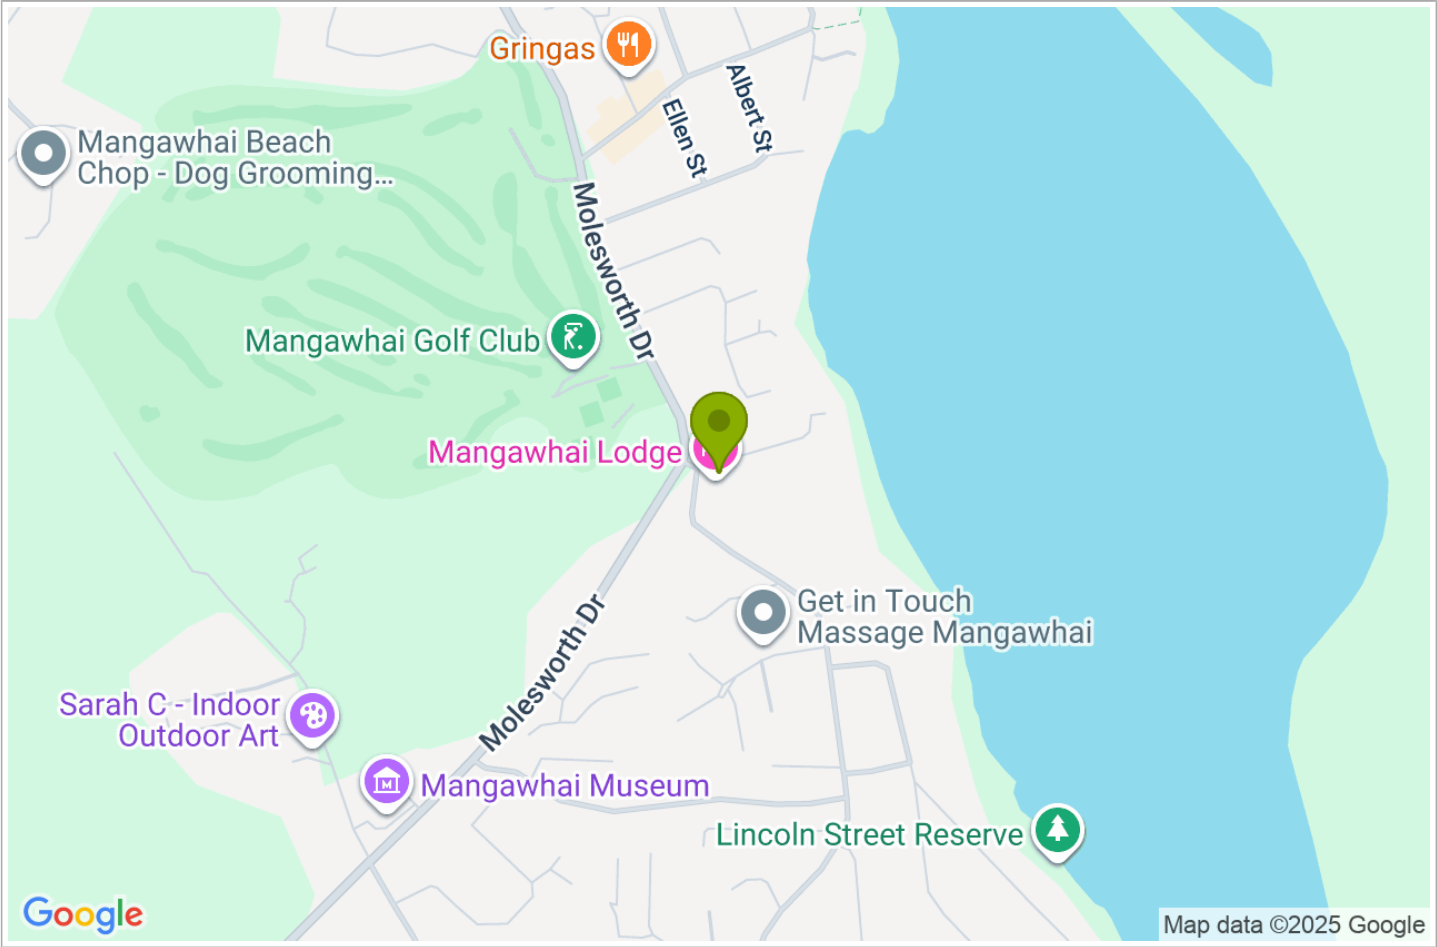 Gringas
Albert St
Ellen St
Mangawhai Beach
Chop - Dog Grooming...
Molesworth Dr
Mangawhai Golf Club
Mangawhai Lodge
Get in Touch
Massage Mangawhai
Molesworth Dr
Sarah C - Indoor
Outdoor Art
Mangawhai Museum
Lincoln Street Reserve
Google
Map data ©2025 Google